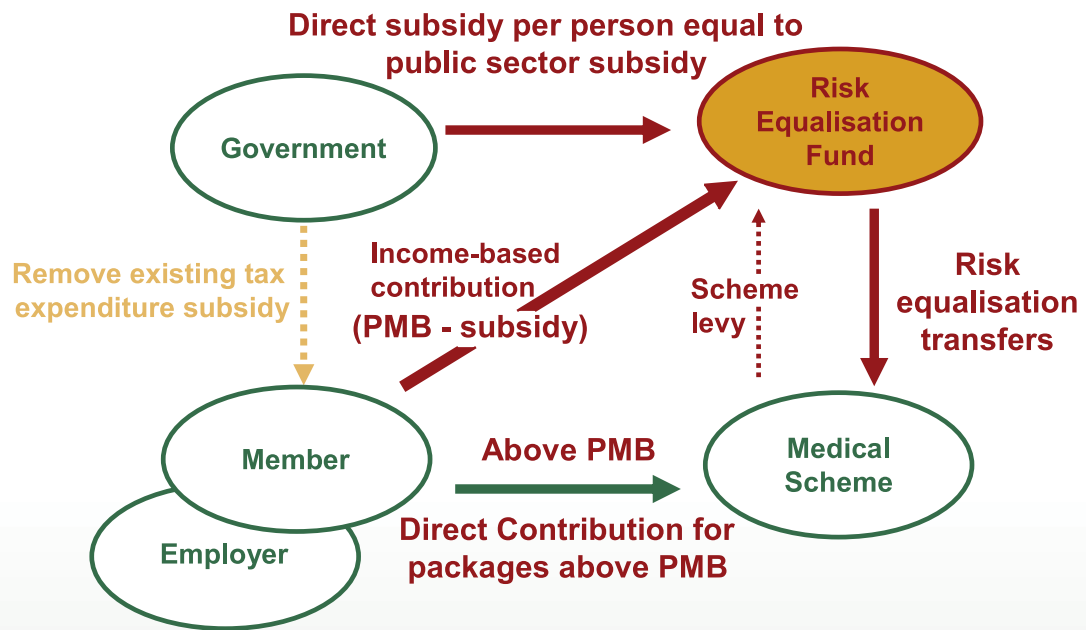 Direct subsidy per person equal to
public sector subsidy
Government
Risk
Equalisation
Fund
Remove existing tax
expenditure subsidy
Income-based
contribution
(PMB - subsidy)
Scheme
levy
Risk
equalisation
transfers
Member
Above PMB
Medical
Scheme
Employer
Direct Contribution for
packages above PMB